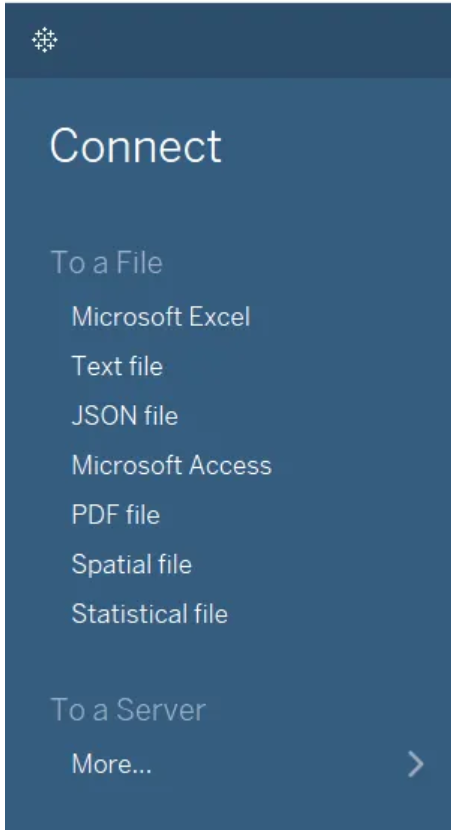 Connect
To a File
Microsoft Excel
Text file
JSON file
Microsoft Access
PDF file
Spatial file
Statistical file
To a Server
More...